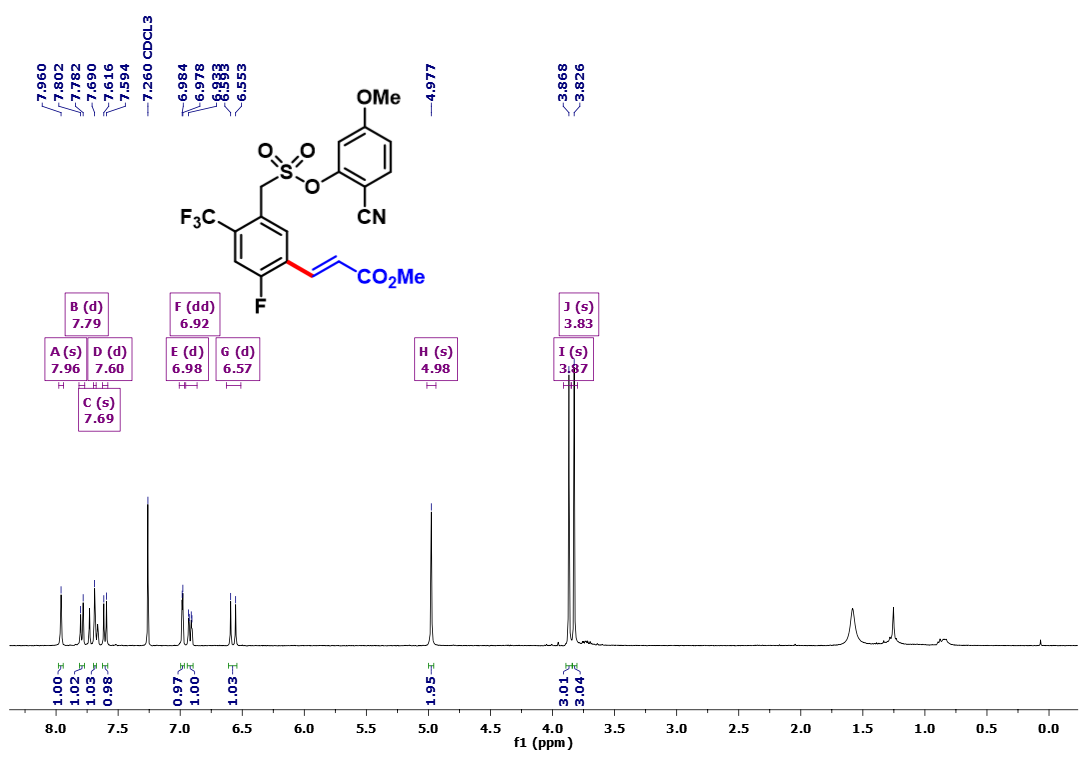 7.960
7.802
7.782
7.690
7.616
7.594
7.260 CDCL3
6.984
6.978
6.933
6.593
6.553
4.977
3.868
3.826
OMe
O O
S
O
CN
F3C
CO2Me
F
B (d)
7.79
F (dd)
6.92
J (s)
3.83
A (s)
7.96
D (d)
7.60
E (d)
6.98
G (d)
6.57
H (s)
4.98
I (s)
3.87
C (s)
7.69
1.00
1.02
1.03
0.98
0.97
1.00
1.03
1.95
3.01
3.04
8.0 7.5 7.0 6.5 6.0 5.5 5.0 4.5 4.0 3.5 3.0 2.5 2.0 1.5 1.0 0.5 0.0
f1 (ppm)